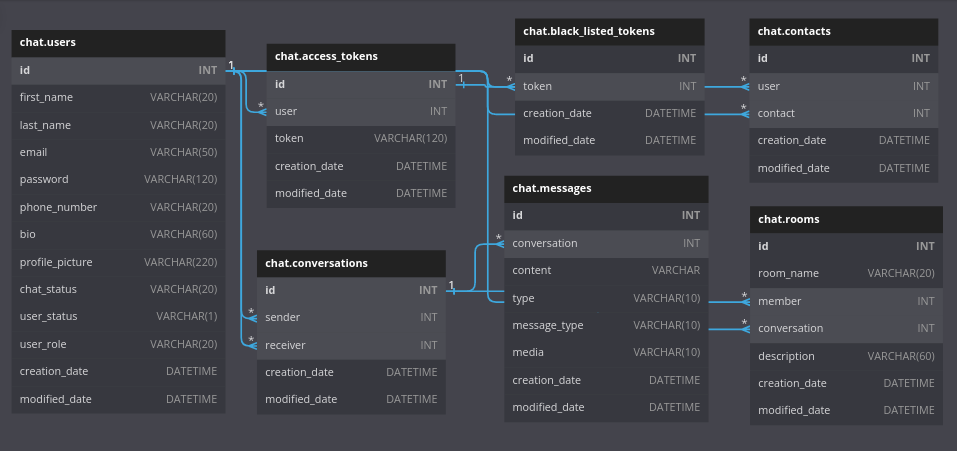 chat.users
id INT
first_name VARCHAR(20)
last_name VARCHAR(20)
email VARCHAR(50)
password VARCHAR(120)
phone_number VARCHAR(20)
bio VARCHAR(60)
profile_picture VARCHAR(220)
chat_status VARCHAR(20)
user_status VARCHAR(1)
user_role VARCHAR(20)
creation_date DATETIME
modified_date DATETIME
1
chat.access_tokens
id INT
* user INT
token VARCHAR(120)
creation_date DATETIME
modified_date DATETIME
1
chat.conversations
id INT
* sender INT
* receiver INT
creation_date DATETIME
modified_date DATETIME
1
chat.black_listed_tokens
id INT
* token INT
creation_date DATETIME
modified_date DATETIME
chat.messages
id INT
* conversation INT
content VARCHAR
type VARCHAR(10)
message_type VARCHAR(10)
media VARCHAR(10)
creation_date DATETIME
modified_date DATETIME
chat.contacts
id INT
* user INT
* contact INT
creation_date DATETIME
modified_date DATETIME
chat.rooms
id INT
room_name VARCHAR(20)
* member INT
* conversation INT
description VARCHAR(60)
creation_date DATETIME
modified_date DATETIME